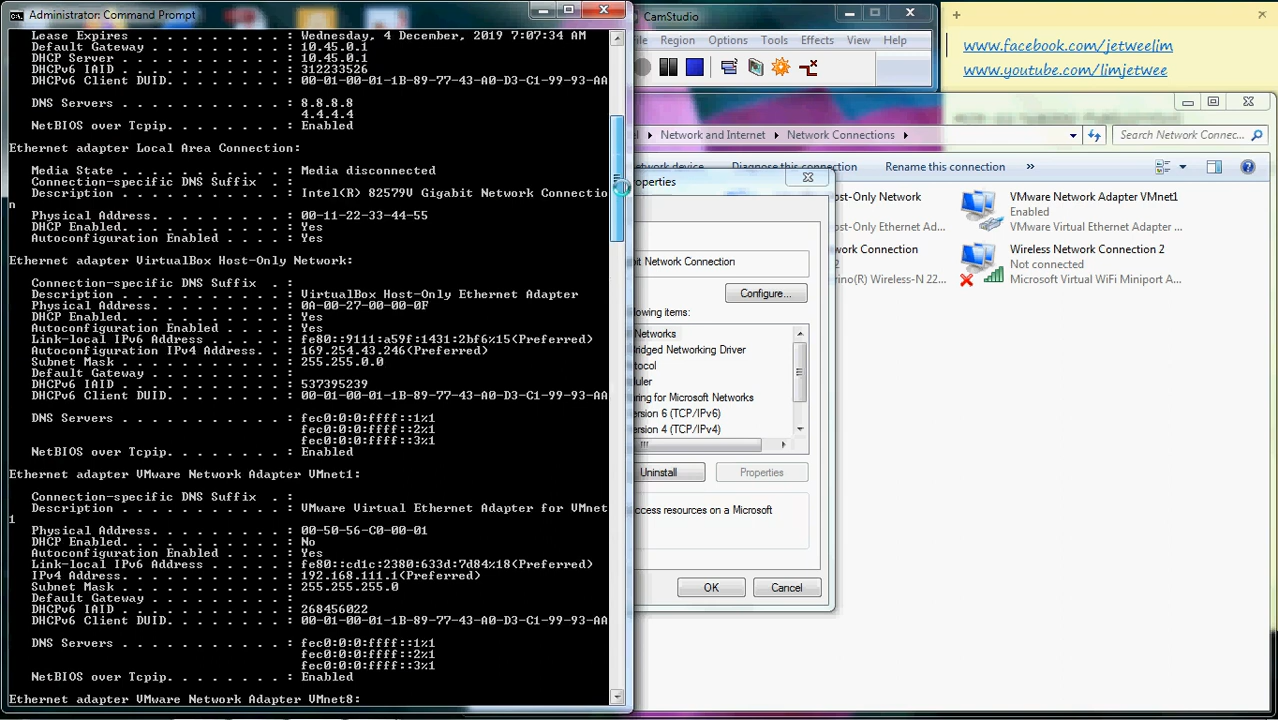 Administrator: Command Prompt
Lease Expires . . . . . . . . . . : Wednesday, 4 December, 2019 7:07:34 AM
Default Gateway . . . . . . . . . : 10.45.0.1
DHCP Server . . . . . . . . . . . : 10.45.0.1
DHCPv6 IAID . . . . . . . . . . . : 312233526
DHCPv6 Client DUID. . . . . . . . : 00-01-00-01-1B-89-77-43-A0-D3-C1-99-93-AA
DNS Servers . . . . . . . . . . . : 8.8.8.8
4.4.4.4
NetBIOS over Tcpip. . . . . . . . : Enabled
Ethernet adapter Local Area Connection:
Media State . . . . . . . . . . . : Media disconnected
Connection-specific DNS Suffix  . :
Description . . . . . . . . . . . : Intel(R) 82579V Gigabit Network Connectio
n
Physical Address. . . . . . . . . : 00-11-22-33-44-55
DHCP Enabled. . . . . . . . . . . : Yes
Autoconfiguration Enabled . . . . : Yes
Ethernet adapter VirtualBox Host-Only Network:
Connection-specific DNS Suffix  . :
Description . . . . . . . . . . . : VirtualBox Host-Only Ethernet Adapter
Physical Address. . . . . . . . . : 0A-00-27-00-00-0F
DHCP Enabled. . . . . . . . . . . : Yes
Autoconfiguration Enabled . . . . : Yes
Link-local IPv6 Address . . . . . : fe80::9111:a59f:1431:2bf6%15(Preferred)
Autoconfiguration IPv4 Address. . : 169.254.43.246(Preferred)
Subnet Mask . . . . . . . . . . . : 255.255.0.0
Default Gateway . . . . . . . . . :
DHCPv6 IAID . . . . . . . . . . . : 537395239
DHCPv6 Client DUID. . . . . . . . : 00-01-00-01-1B-89-77-43-A0-D3-C1-99-93-AA
DNS Servers . . . . . . . . . . . : fec0:0:0:ffff::1%1
fec0:0:0:ffff::2%1
fec0:0:0:ffff::3%1
NetBIOS over Tcpip. . . . . . . . : Enabled
Ethernet adapter VMware Network Adapter VMnet1:
Connection-specific DNS Suffix  . :
Description . . . . . . . . . . . : VMware Virtual Ethernet Adapter for VMnet
1
Physical Address. . . . . . . . . : 00-50-56-C0-00-01
DHCP Enabled. . . . . . . . . . . : No
Autoconfiguration Enabled . . . . : Yes
Link-local IPv6 Address . . . . . : fe80::cd1c:2380:633d:7d84%18(Preferred)
IPv4 Address. . . . . . . . . . . : 192.168.111.1(Preferred)
Subnet Mask . . . . . . . . . . . : 255.255.255.0
Default Gateway . . . . . . . . . :
DHCPv6 IAID . . . . . . . . . . . : 268456022
DHCPv6 Client DUID. . . . . . . . : 00-01-00-01-1B-89-77-43-A0-D3-C1-99-93-AA
DNS Servers . . . . . . . . . . . : fec0:0:0:ffff::1%1
fec0:0:0:ffff::2%1
fec0:0:0:ffff::3%1
NetBIOS over Tcpip. . . . . . . . : Enabled
Ethernet adapter VMware Network Adapter VMnet8:
CamStudio
File Region Options Tools Effects View Help
www.facebook.com/jetweelim
www.youtube.com/limjetwee
Network and Internet Network Connections Search Network Connec...
network device Diagnose this connection Rename this connection »
operties
ost-Only Network
ost-Only Ethernet Ad...
VMware Network Adapter VMnet1
Enabled
VMware Virtual Ethernet Adapter ...
work Connection
2
rino(R) Wireless-N 22...
Wireless Network Connection 2
Not connected
Microsoft Virtual WiFi Miniport A...
bit Network Connection
Configure...
lowing items:
Networks
Bridged Networking Driver
tocol
duler
aring for Microsoft Networks
ersion 6 (TCP/IPv6)
ersion 4 (TCP/IPv4)
Uninstall Properties
ccess resources on a Microsoft
OK Cancel